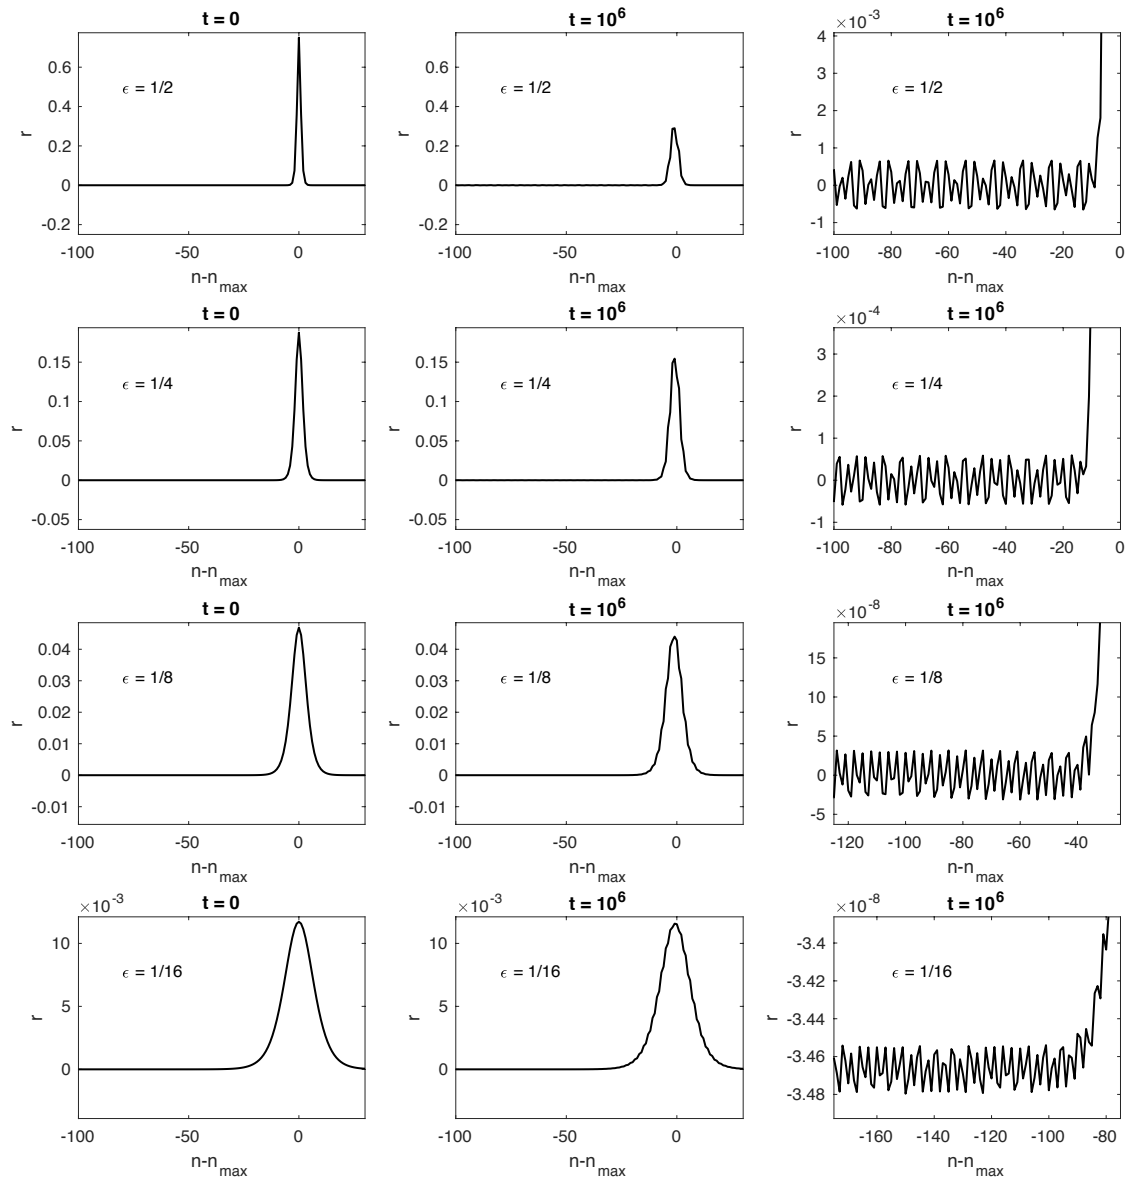 t = 0
0.6
0.4
0.2
0
-0.2
r
ϵ = 1/2
-100
-50
0
n-n_max
t = 10^6
0.6
0.4
0.2
0
-0.2
r
ϵ = 1/2
-100
-50
0
n-n_max
×10^-3
t = 10^6
4
3
2
1
0
-1
r
ϵ = 1/2
-100
-80
-60
-40
-20
0
n-n_max
t = 0
0.15
0.1
0.05
0
-0.05
r
ϵ = 1/4
-100
-50
0
n-n_max
t = 10^6
0.15
0.1
0.05
0
-0.05
r
ϵ = 1/4
-100
-50
0
n-n_max
×10^-4
t = 10^6
3
2
1
0
-1
r
ϵ = 1/4
-100
-80
-60
-40
-20
0
n-n_max
t = 0
0.04
0.03
0.02
0.01
0
-0.01
r
ϵ = 1/8
-100
-50
0
n-n_max
t = 10^6
0.04
0.03
0.02
0.01
0
-0.01
r
ϵ = 1/8
-100
-50
0
n-n_max
×10^-8
t = 10^6
15
10
5
0
-5
r
ϵ = 1/8
-120
-100
-80
-60
-40
n-n_max
×10^-3
t = 0
10
5
0
r
ϵ = 1/16
-100
-50
0
n-n_max
×10^-3
t = 10^6
10
5
0
r
ϵ = 1/16
-100
-50
0
n-n_max
×10^-8
t = 10^6
-3.4
-3.42
-3.44
-3.46
-3.48
r
ϵ = 1/16
-160
-140
-120
-100
-80
n-n_max